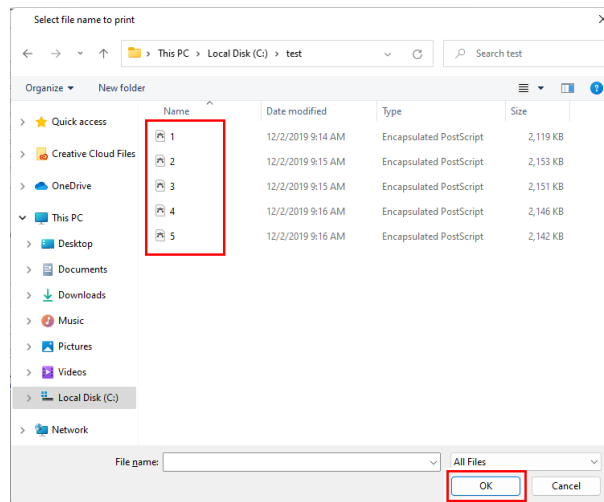 Select file name to print
This PC > Local Disk (C:) > test
Search test
Organize
New folder
Name Date modified Type Size
1 12/2/2019 9:14 AM Encapsulated PostScript 2,119 KB
2 12/2/2019 9:15 AM Encapsulated PostScript 2,153 KB
3 12/2/2019 9:15 AM Encapsulated PostScript 2,151 KB
4 12/2/2019 9:16 AM Encapsulated PostScript 2,146 KB
5 12/2/2019 9:16 AM Encapsulated PostScript 2,142 KB
Quick access
Creative Cloud Files
OneDrive
This PC
Desktop
Documents
Downloads
Music
Pictures
Videos
Local Disk (C:)
Network
File name:
All Files
OK
Cancel